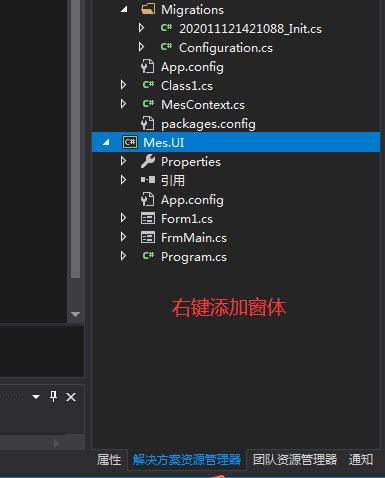 Migrations
202011121421088_Init.cs
Configuration.cs
App.config
Class1.cs
MesContext.cs
packages.config
Mes.UI
Properties
引用
App.config
Form1.cs
FrmMain.cs
Program.cs
右键添加窗体
属性 解决方案资源管理器 团队资源管理器 通知